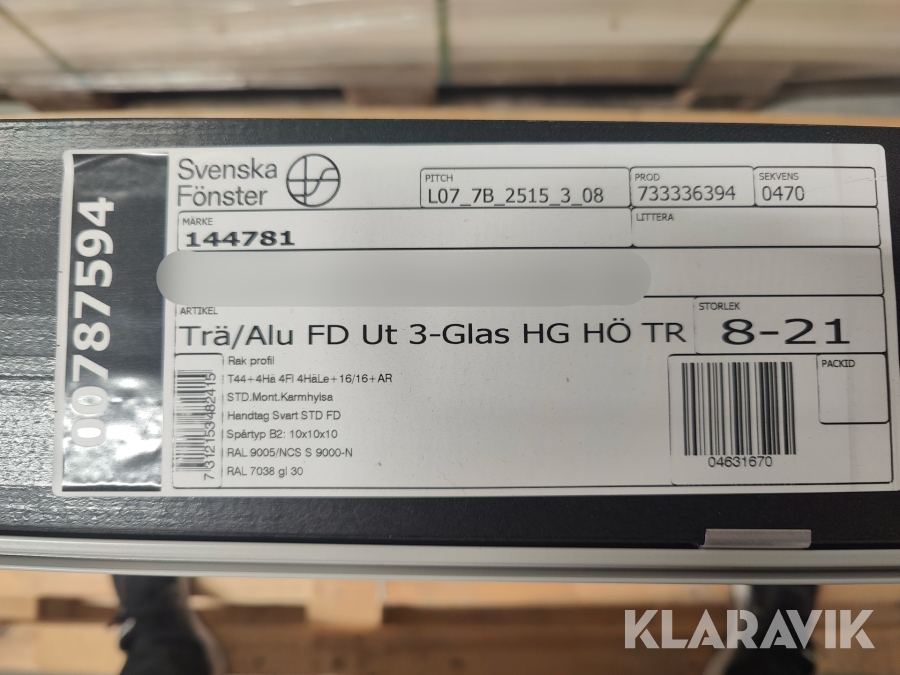 00787594
Svenska
Fönster
PITCH
L07_7B_2515_3_08
PROD
733336394
SEKVENS
0470
MÄRKE
144781
LITTERA
ARTIKEL
Trä/Alu FD Ut 3-Glas HG HÖ TR
STORLEK
8-21
Rak profil
T44+4Hä 4Fl 4HäLe+16/16+AR
STD.Mont.Karmhylsa
Handtag Svart STD FD
Spårtyp B2: 10x10x10
RAL 9005/NCS S 9000-N
RAL 7038 gl 30
7312153482415
PACKID
04631670
KLARAVIK